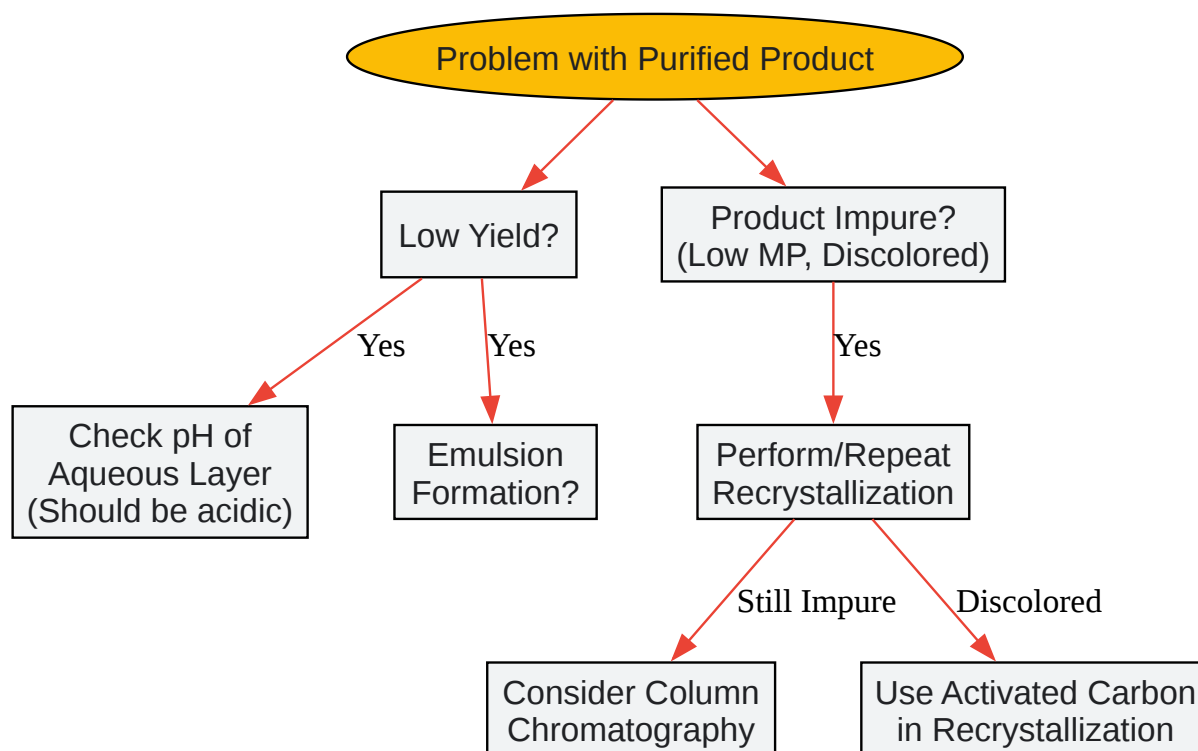 Problem with Purified Product
Low Yield?
Product Impure?
(Low MP, Discolored)
Yes
Yes
Yes
Check pH of
Aqueous Layer
(Should be acidic)
Emulsion
Formation?
Perform/Repeat
Recrystallization
Still Impure
Discolored
Consider Column
Chromatography
Use Activated Carbon
in Recrystallization